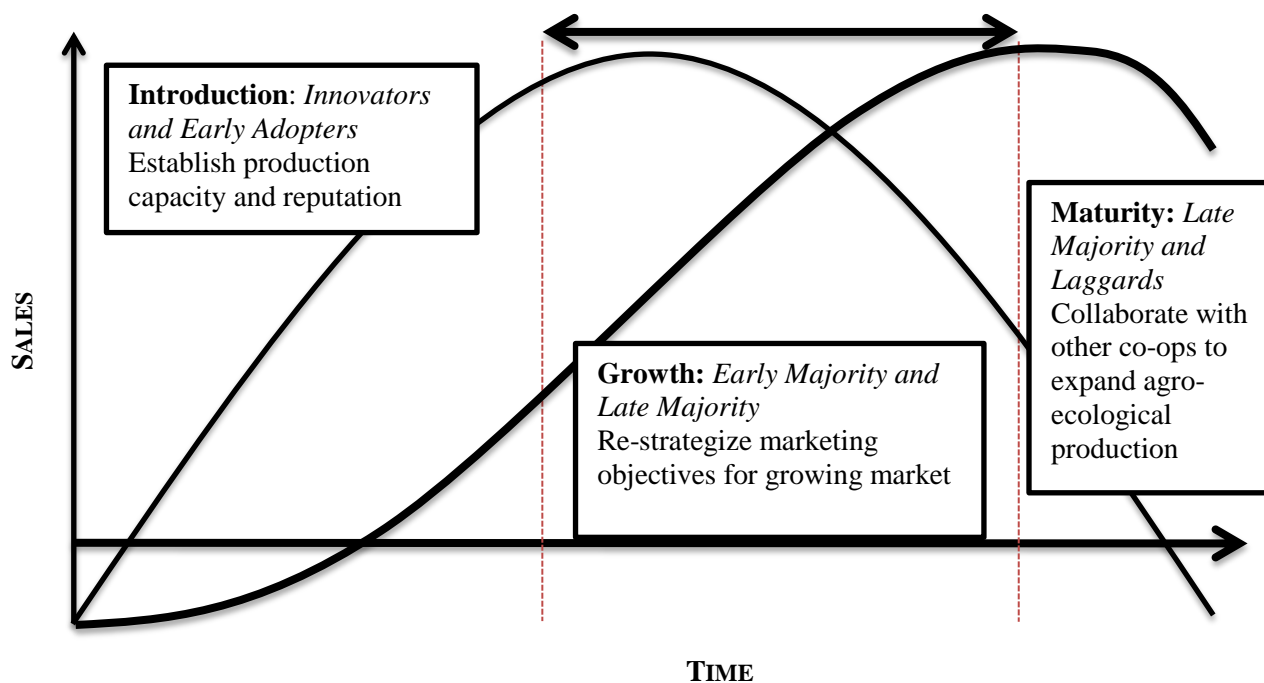 Introduction: Innovators
and Early Adopters
Establish production
capacity and reputation
Maturity: Late
Majority and
Laggards
Collaborate with
other co-ops to
expand agro-
ecological
production
Growth: Early Majority and
Late Majority
Re-strategize marketing
objectives for growing market
SALES
TIME